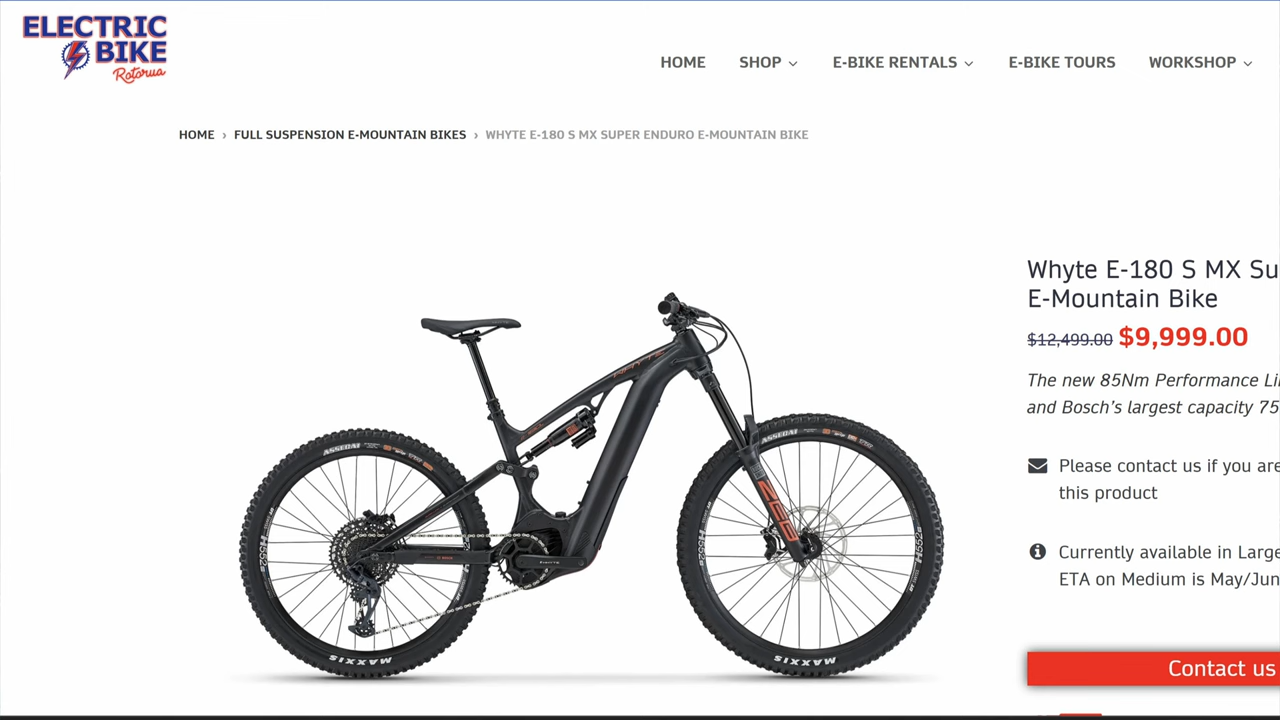 ELECTRIC
BIKE
Rotorua
HOME SHOP E-BIKE RENTALS E-BIKE TOURS WORKSHOP
HOME › FULL SUSPENSION E-MOUNTAIN BIKES › WHYTE E-180 S MX SUPER ENDURO E-MOUNTAIN BIKE
Whyte E-180 S MX Su
E-Mountain Bike
$12,499.00 $9,999.00
The new 85Nm Performance Li
and Bosch's largest capacity 75
Please contact us if you are
this product
Currently available in Large
ETA on Medium is May/Jun
Contact us
ASSEGAI
ASSEGAI
WHYTE
ZEB
MAXXIS
MAXXIS